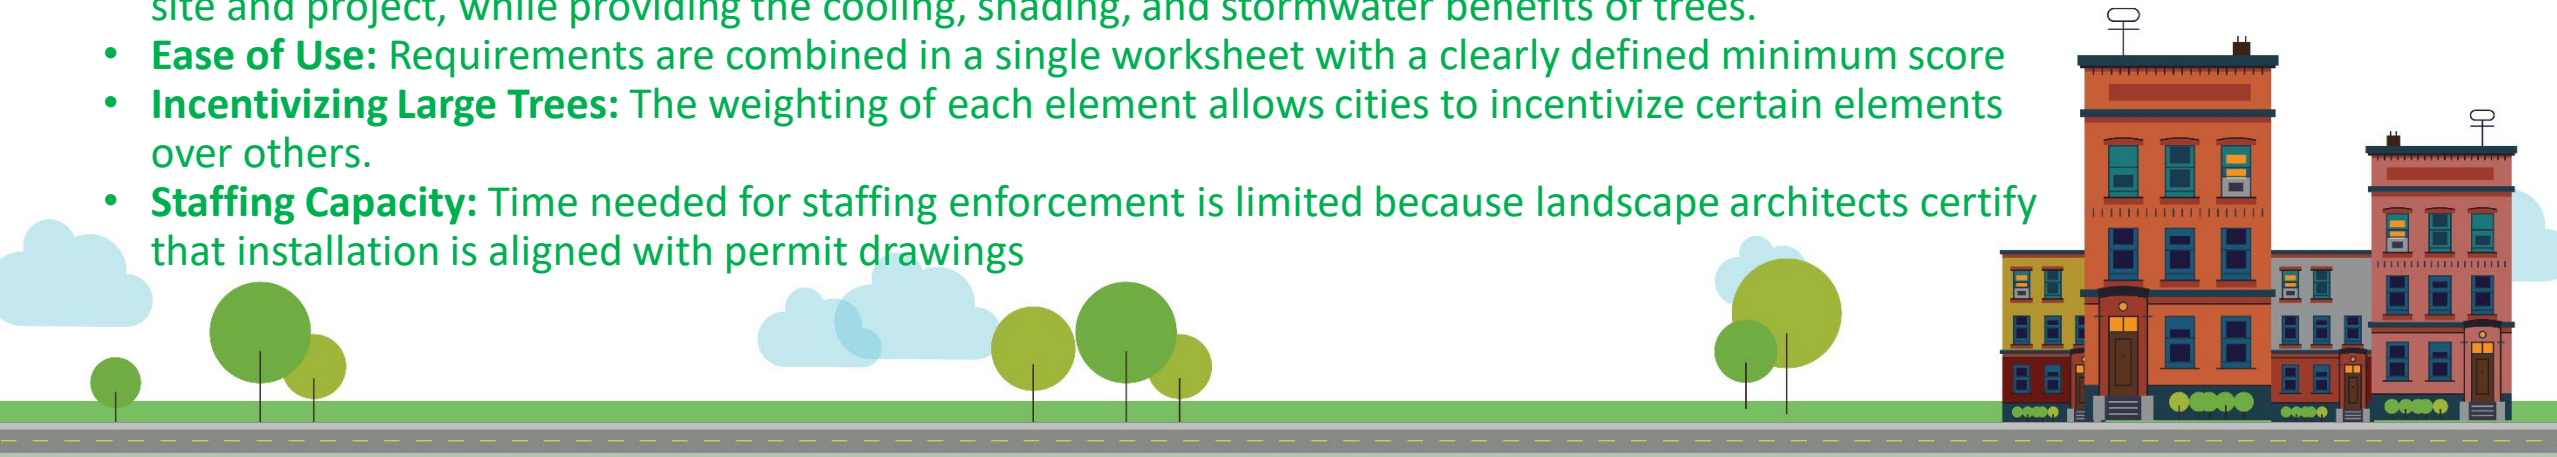 site and project, while providing the cooling, shading, and stormwater benefits of trees.
• Ease of Use: Requirements are combined in a single worksheet with a clearly defined minimum score
• Incentivizing Large Trees: The weighting of each element allows cities to incentivize certain elements
over others.
• Staffing Capacity: Time needed for staffing enforcement is limited because landscape architects certify
that installation is aligned with permit drawings